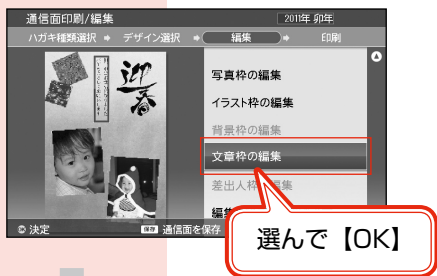 通信面印刷/編集
2011年 卯年
ハガキ種類選択 ➡ デザイン選択 ➡ 編集 ➡ 印刷
迎春
写真枠の編集
イラスト枠の編集
背景枠の編集
文章枠の編集
差出人枠の編集
編集
決定 保存 通信面を保存
選んで【OK】